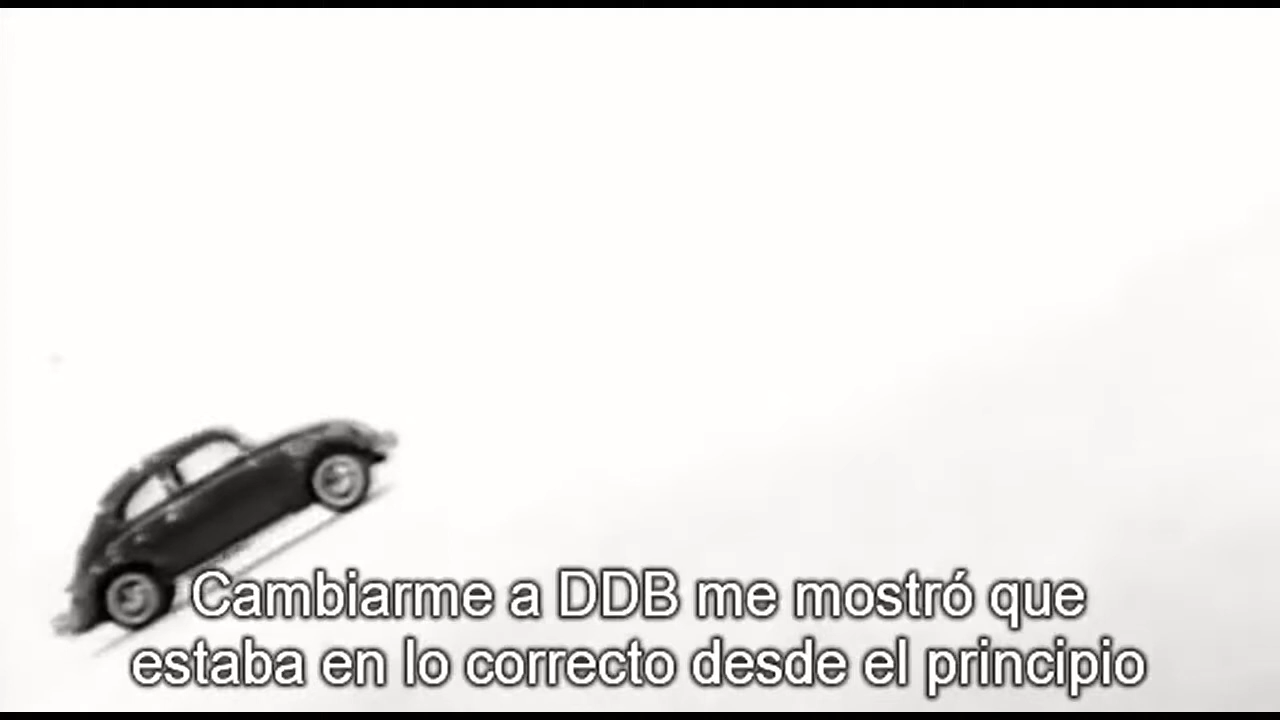 Cambiarme a DDB me mostró que
estaba en lo correcto desde el principio